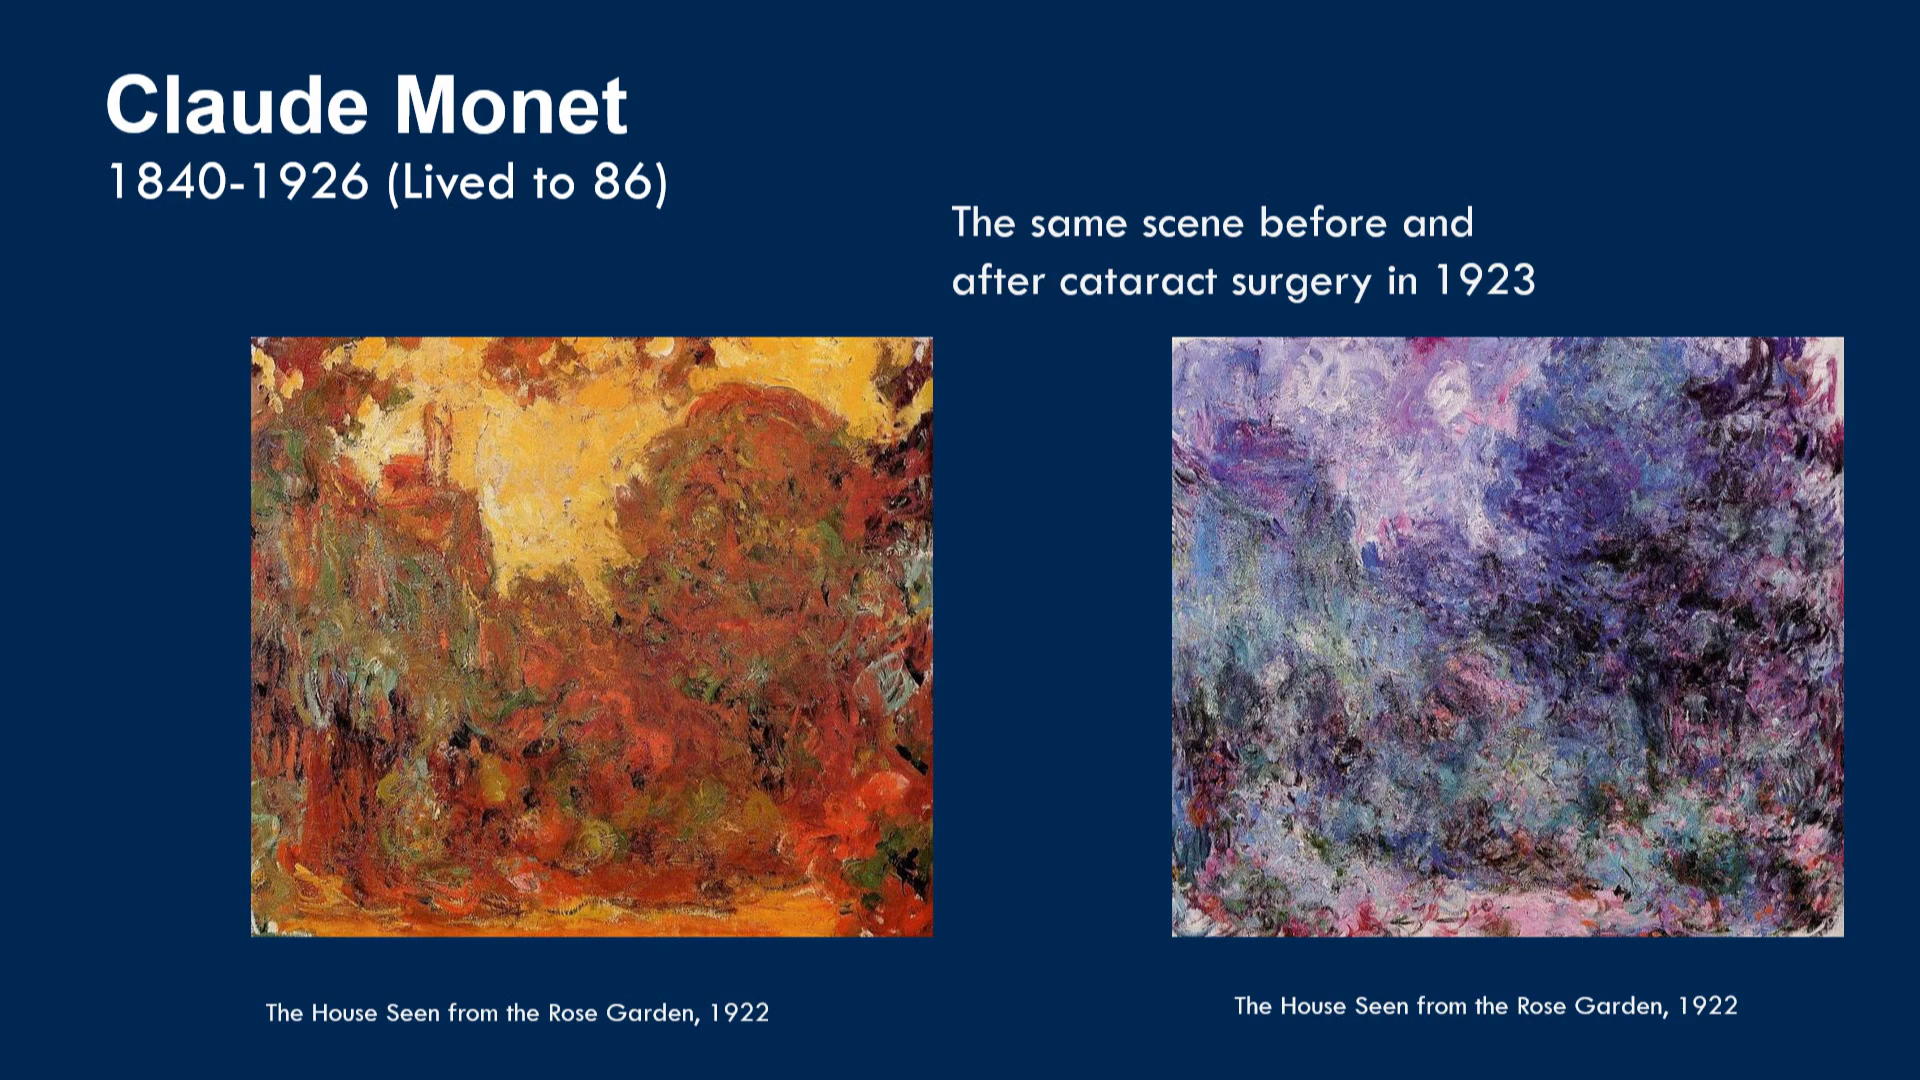 Claude Monet
1840-1926 (Lived to 86)
The same scene before and
after cataract surgery in 1923
The House Seen from the Rose Garden, 1922
The House Seen from the Rose Garden, 1922